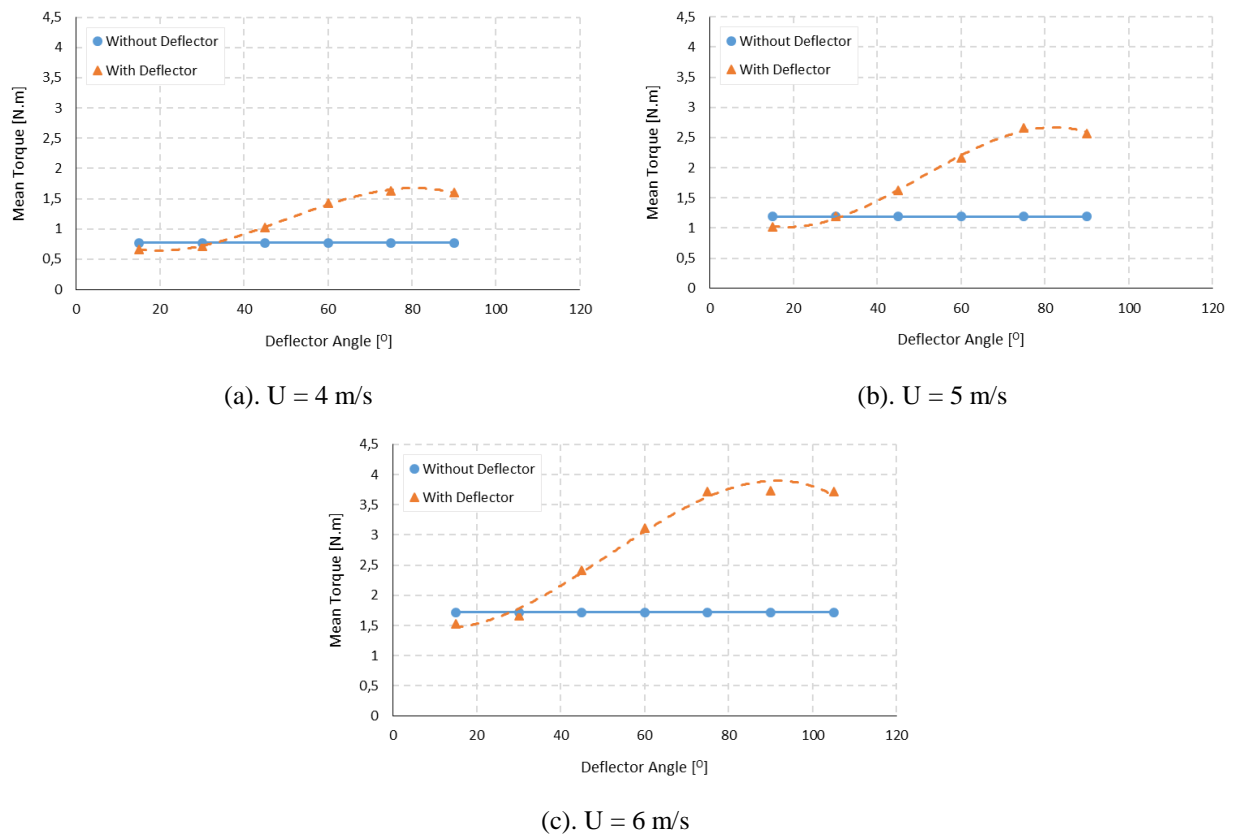 4,5
4
3,5
3
2,5
2
1,5
1
0,5
0
Mean Torque [N.m]
Without Deflector
With Deflector
0 20 40 60 80 100 120
Deflector Angle [⁰]
(a). U = 4 m/s
4,5
4
3,5
3
2,5
2
1,5
1
0,5
0
Mean Torque [N.m]
Without Deflector
With Deflector
0 20 40 60 80 100 120
Deflector Angle [⁰]
(b). U = 5 m/s
4,5
4
3,5
3
2,5
2
1,5
1
0,5
0
Mean Torque [N.m]
Without Deflector
With Deflector
0 20 40 60 80 100 120
Deflector Angle [⁰]
(c). U = 6 m/s